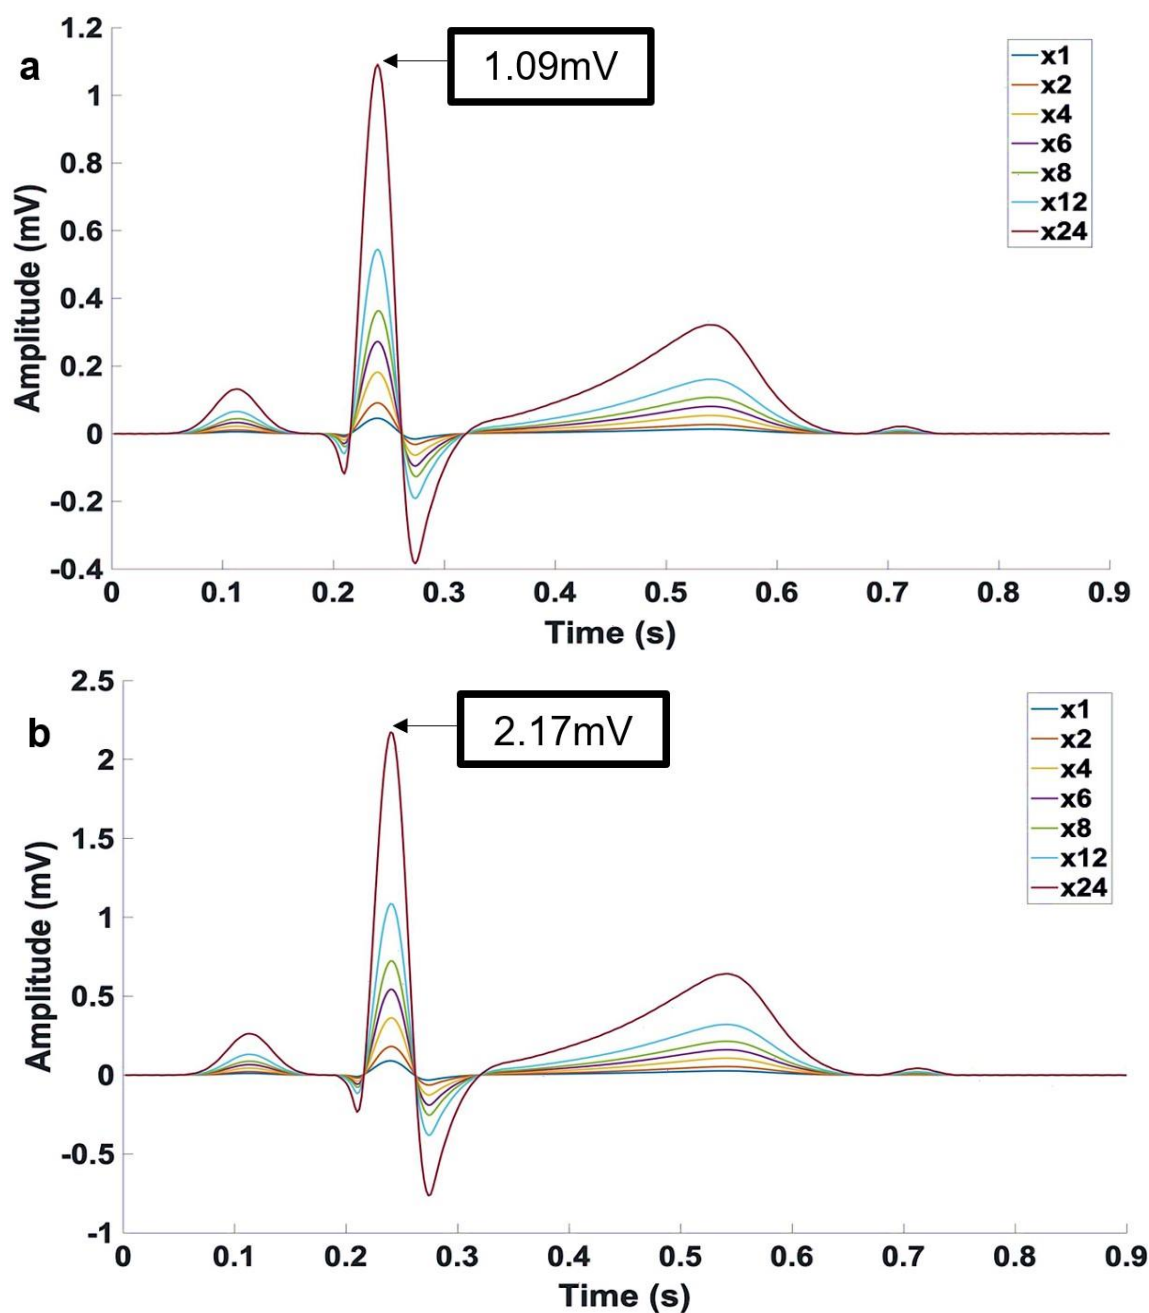 a
1.09mV
Amplitude (mV)
1.2
1
0.8
0.6
0.4
0.2
0
-0.2
-0.4
0 0.1 0.2 0.3 0.4 0.5 0.6 0.7 0.8 0.9
Time (s)
x1
x2
x4
x6
x8
x12
x24
b
2.17mV
Amplitude (mV)
2.5
2
1.5
1
0.5
0
-0.5
-1
0 0.1 0.2 0.3 0.4 0.5 0.6 0.7 0.8 0.9
Time (s)
x1
x2
x4
x6
x8
x12
x24